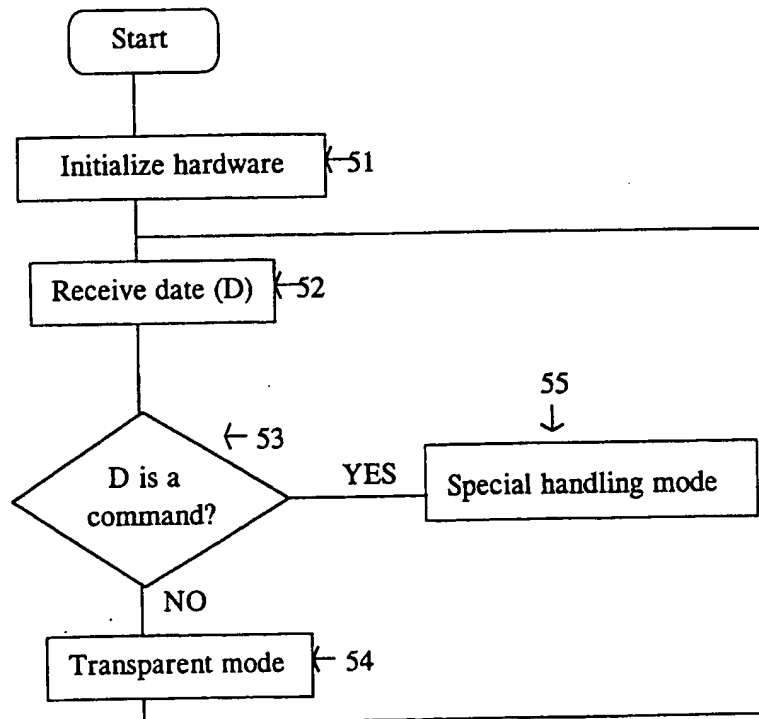 Start
Initialize hardware
←51
Receive date (D)
←52
55
↓
← 53
D is a
command?
YES
Special handling mode
NO
Transparent mode
← 54